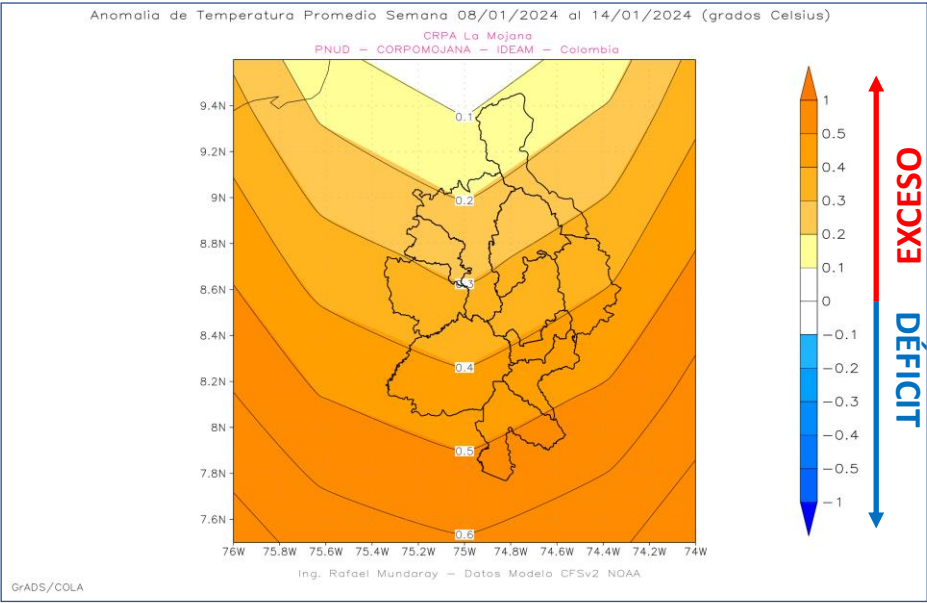 Anomalia de Temperatura Promedio Semana 08/01/2024 al 14/01/2024 (grados Celsius)
CRPA La Mojana
PNUD – CORPOMOJANA – IDEAM – Colombia
9.4N
9.2N
9N
8.8N
8.6N
8.4N
8.2N
8N
7.8N
7.6N
0.1
0.2
0.3
0.4
0.5
0.6
76W 75.8W 75.6W 75.4W 75.2W 75W 74.8W 74.6W 74.4W 74.2W 74W
1
0.5
0.4
0.3
0.2
0.1
0
−0.1
−0.2
−0.3
−0.4
−0.5
−1
EXCESO
DÉFICIT
Ing. Rafael Mundaray – Datos Modelo CFSv2 NOAA
GrADS/COLA